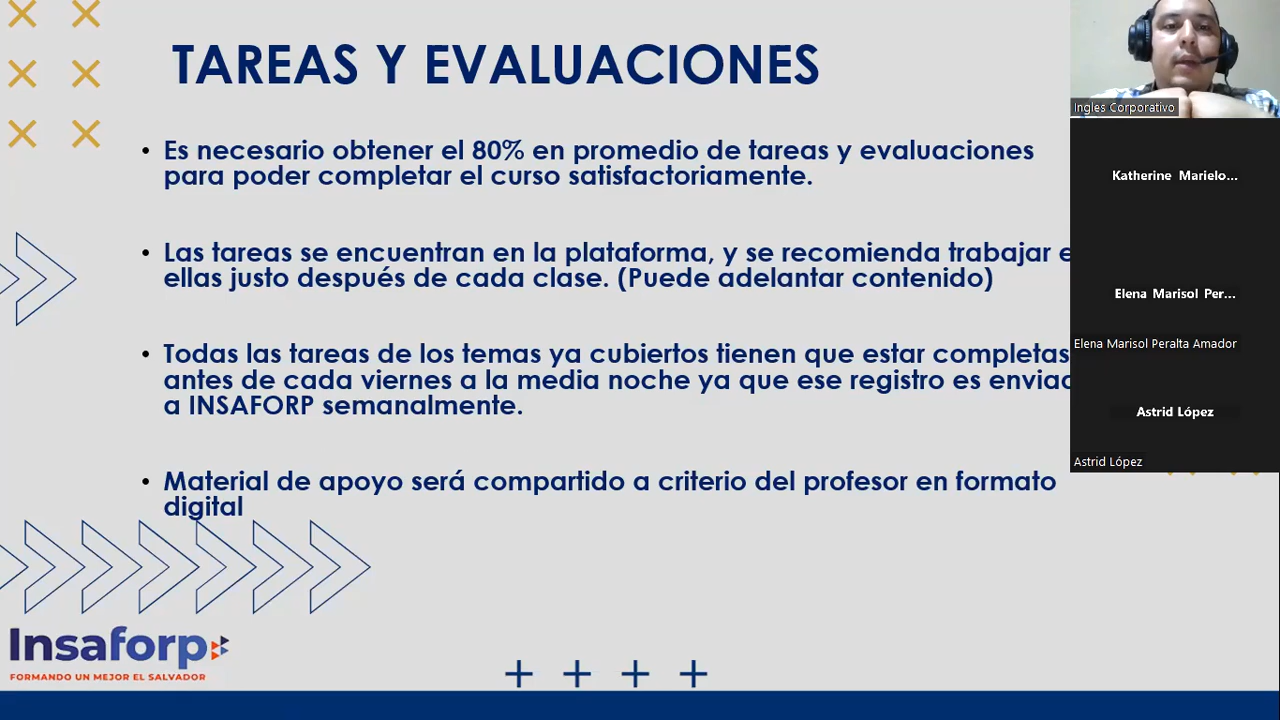 TAREAS Y EVALUACIONES
• Es necesario obtener el 80% en promedio de tareas y evaluaciones
para poder completar el curso satisfactoriamente.
• Las tareas se encuentran en la plataforma, y se recomienda trabajar e
ellas justo después de cada clase. (Puede adelantar contenido)
• Todas las tareas de los temas ya cubiertos tienen que estar completas
antes de cada viernes a la media noche ya que ese registro es enviad
a INSAFORP semanalmente.
• Material de apoyo será compartido a criterio del profesor en formato
digital
Insaforp
FORMANDO UN MEJOR EL SALVADOR
Ingles Corporativo
Katherine Marielo...
Elena Marisol Per...
Elena Marisol Peralta Amador
Astrid López
Astrid López